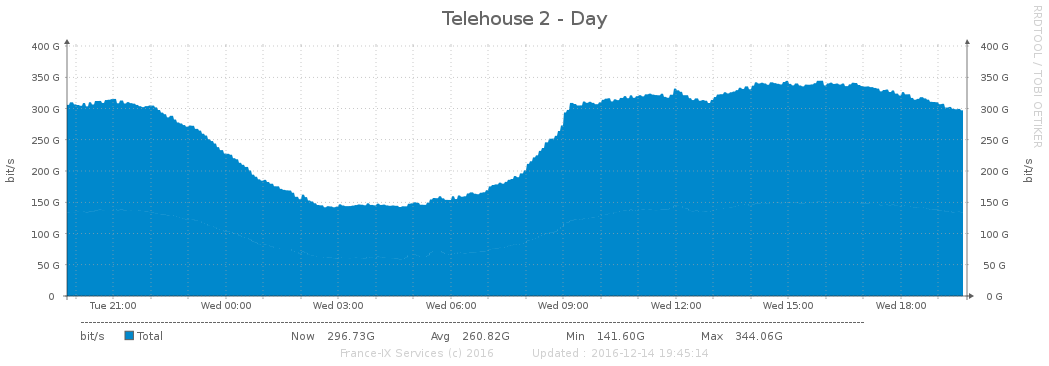 Telehouse 2 - Day
RRDTOOL / TOBI OETIKER
bit/s
400 G 400 G
350 G 350 G
300 G 300 G
250 G 250 G
200 G 200 G
150 G 150 G
100 G 100 G
50 G 50 G
0 0 G
bit/s
Tue 21:00 Wed 00:00 Wed 03:00 Wed 06:00 Wed 09:00 Wed 12:00 Wed 15:00 Wed 18:00
bit/s Total Now 296.73G Avg 260.82G Min 141.60G Max 344.06G
France-IX Services (c) 2016 Updated : 2016-12-14 19:45:14